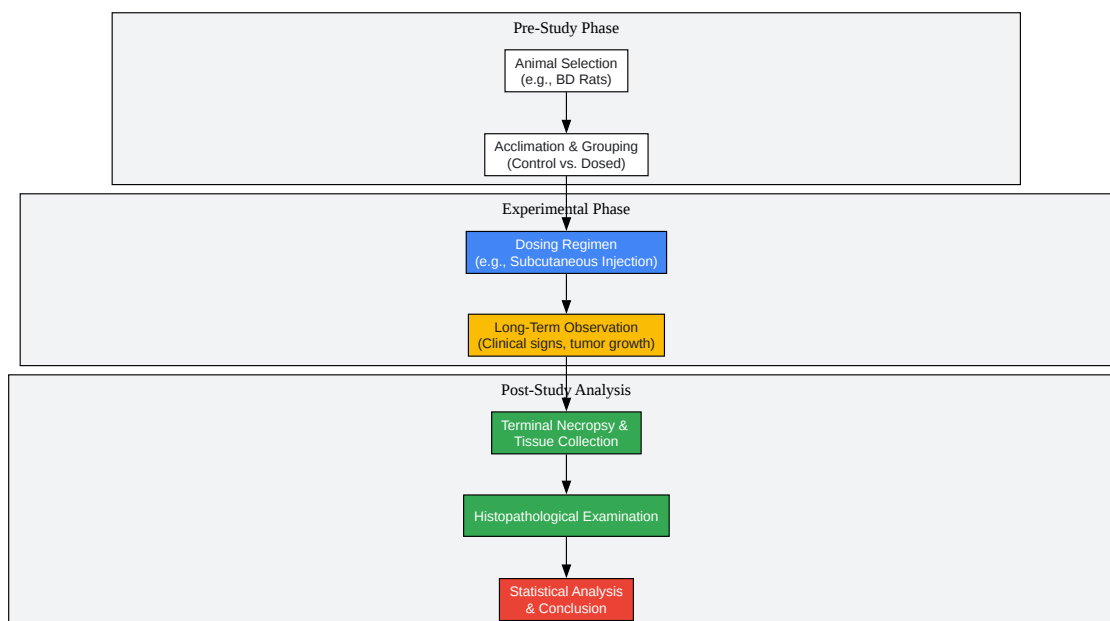 Pre-Study Phase
Animal Selection
(e.g., BD Rats)
Acclimation & Grouping
(Control vs. Dosed)
Experimental Phase
Dosing Regimen
(e.g., Subcutaneous Injection)
Long-Term Observation
(Clinical signs, tumor growth)
Post-Study Analysis
Terminal Necropsy &
Tissue Collection
Histopathological Examination
Statistical Analysis
& Conclusion